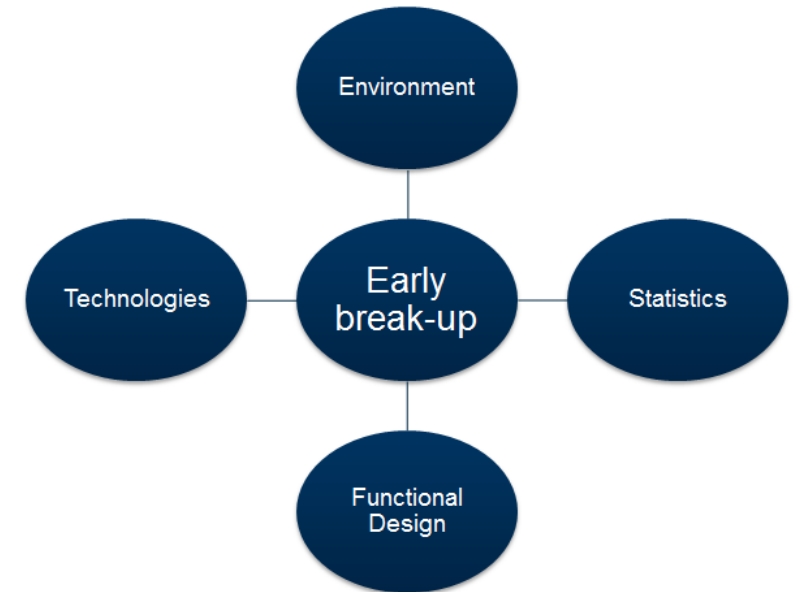 Environment
Technologies
Early
break-up
Statistics
Functional
Design